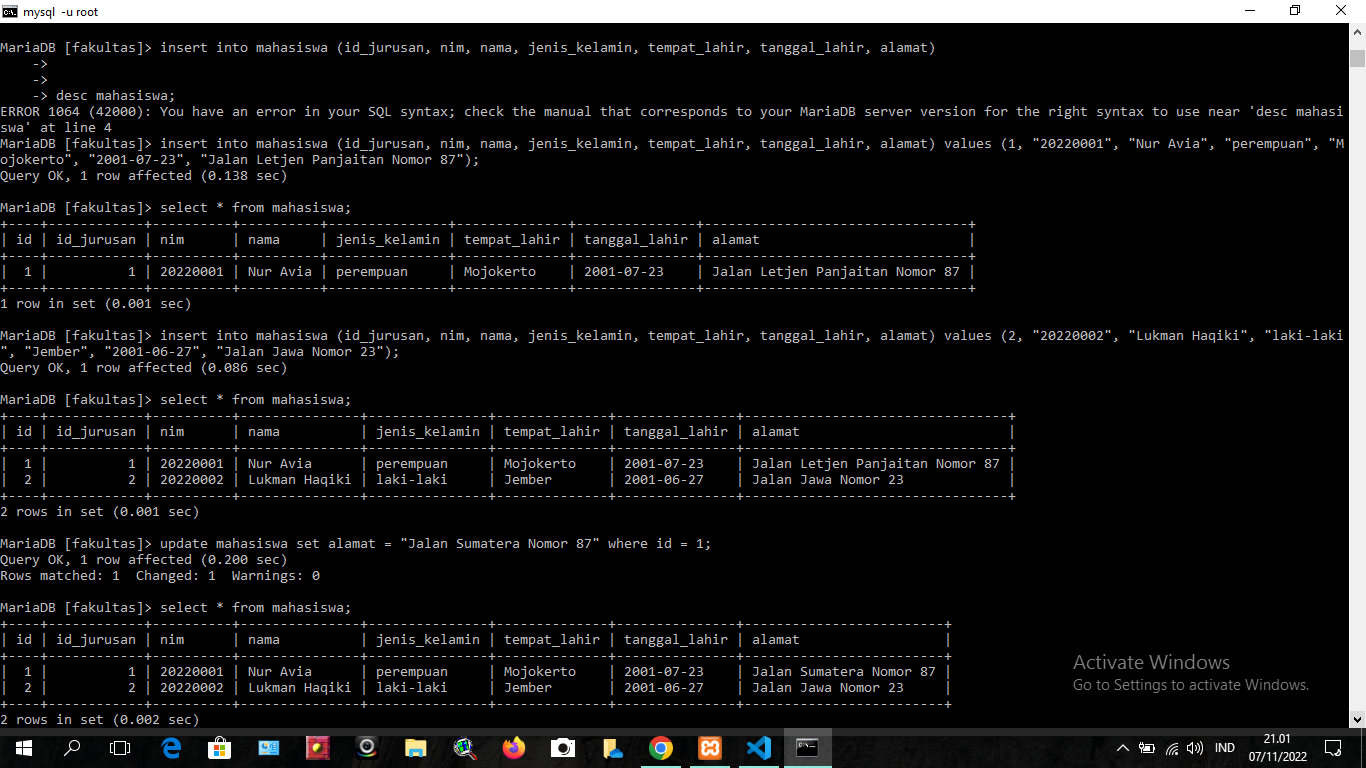 mysql -u root
MariaDB [fakultas]> insert into mahasiswa (id_jurusan, nim, nama, jenis_kelamin, tempat_lahir, tanggal_lahir, alamat)
    ->
    ->
    -> desc mahasiswa;
ERROR 1064 (42000): You have an error in your SQL syntax; check the manual that corresponds to your MariaDB server version for the right syntax to use near 'desc mahasi
swa' at line 4
MariaDB [fakultas]> insert into mahasiswa (id_jurusan, nim, nama, jenis_kelamin, tempat_lahir, tanggal_lahir, alamat) values (1, "20220001", "Nur Avia", "perempuan", "M
ojokerto", "2001-07-23", "Jalan Letjen Panjaitan Nomor 87");
Query OK, 1 row affected (0.138 sec)
MariaDB [fakultas]> select * from mahasiswa;
+----+------------+----------+----------+---------------+--------------+---------------+---------------------------------+
| id | id_jurusan | nim      | nama     | jenis_kelamin | tempat_lahir | tanggal_lahir | alamat                          |
+----+------------+----------+----------+---------------+--------------+---------------+---------------------------------+
|  1 |          1 | 20220001 | Nur Avia | perempuan     | Mojokerto    | 2001-07-23    | Jalan Letjen Panjaitan Nomor 87 |
+----+------------+----------+----------+---------------+--------------+---------------+---------------------------------+
1 row in set (0.001 sec)
MariaDB [fakultas]> insert into mahasiswa (id_jurusan, nim, nama, jenis_kelamin, tempat_lahir, tanggal_lahir, alamat) values (2, "20220002", "Lukman Haqiki", "laki-laki
", "Jember", "2001-06-27", "Jalan Jawa Nomor 23");
Query OK, 1 row affected (0.086 sec)
MariaDB [fakultas]> select * from mahasiswa;
+----+------------+----------+---------------+---------------+--------------+---------------+---------------------------------+
| id | id_jurusan | nim      | nama          | jenis_kelamin | tempat_lahir | tanggal_lahir | alamat                          |
+----+------------+----------+---------------+---------------+--------------+---------------+---------------------------------+
|  1 |          1 | 20220001 | Nur Avia      | perempuan     | Mojokerto    | 2001-07-23    | Jalan Letjen Panjaitan Nomor 87 |
|  2 |          2 | 20220002 | Lukman Haqiki | laki-laki     | Jember       | 2001-06-27    | Jalan Jawa Nomor 23             |
+----+------------+----------+---------------+---------------+--------------+---------------+---------------------------------+
2 rows in set (0.001 sec)
MariaDB [fakultas]> update mahasiswa set alamat = "Jalan Sumatera Nomor 87" where id = 1;
Query OK, 1 row affected (0.200 sec)
Rows matched: 1  Changed: 1  Warnings: 0
MariaDB [fakultas]> select * from mahasiswa;
+----+------------+----------+---------------+---------------+--------------+---------------+-------------------------+
| id | id_jurusan | nim      | nama          | jenis_kelamin | tempat_lahir | tanggal_lahir | alamat                  |
+----+------------+----------+---------------+---------------+--------------+---------------+-------------------------+
|  1 |          1 | 20220001 | Nur Avia      | perempuan     | Mojokerto    | 2001-07-23    | Jalan Sumatera Nomor 87 |
|  2 |          2 | 20220002 | Lukman Haqiki | laki-laki     | Jember       | 2001-06-27    | Jalan Jawa Nomor 23     |
+----+------------+----------+---------------+---------------+--------------+---------------+-------------------------+
2 rows in set (0.002 sec)
Activate Windows
Go to Settings to activate Windows.
IND
21.01
07/11/2022